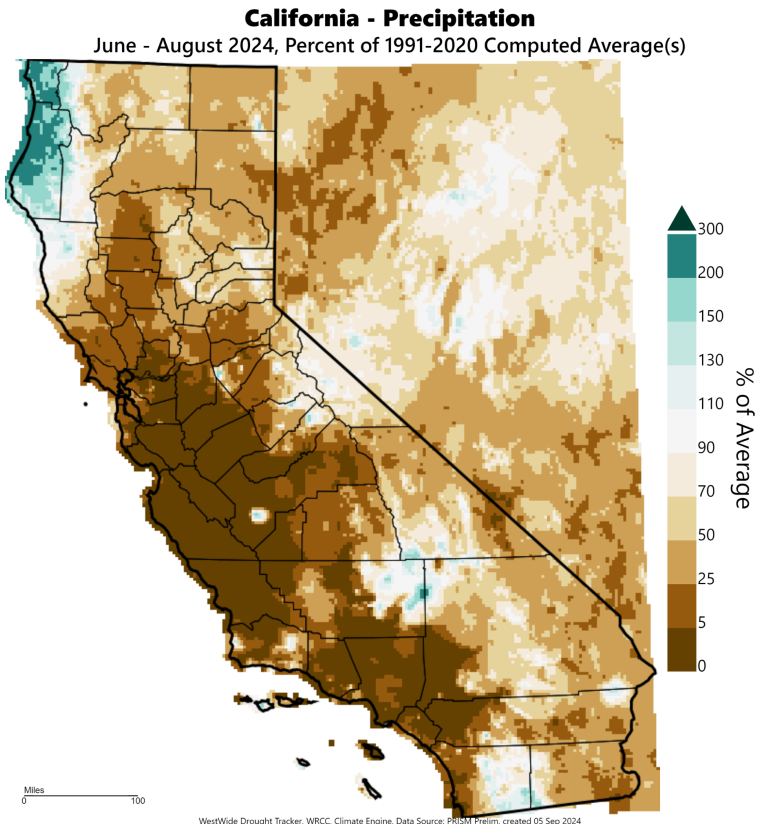 California - Precipitation
June - August 2024, Percent of 1991-2020 Computed Average(s)
300
200
150
130
110
90
70
50
25
5
0
% of Average
Miles
0 100
WestWide Drought Tracker, WRCC, Climate Engine, Data Source: PRISM Prelim, created 05 Sep 2024